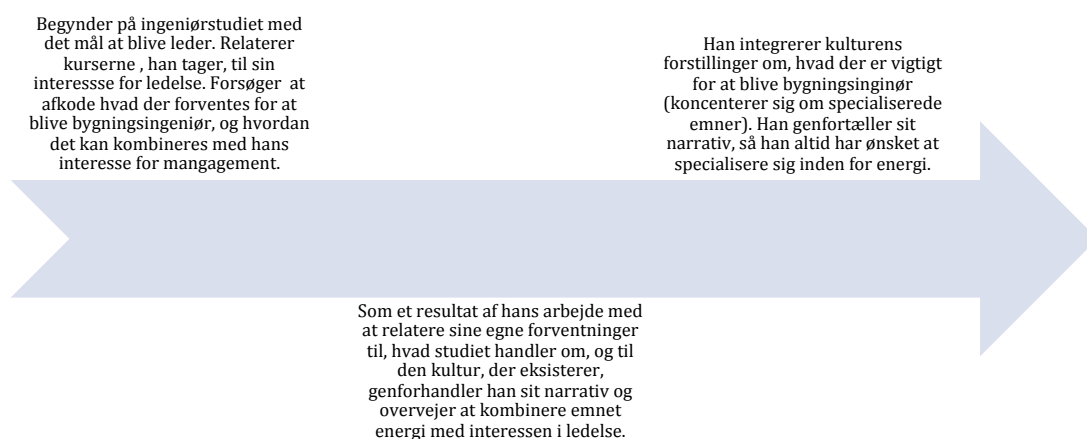 Begynder på ingeniørstudiet med
det mål at blive leder. Relaterer
kurserne , han tager, til sin
interessse for ledelse. Forsøger at
afkode hvad der forventes for at
blive bygningsingeniør, og hvordan
det kan kombineres med hans
interesse for mangagement.
Som et resultat af hans arbejde med
at relatere sine egne forventninger
til, hvad studiet handler om, og til
den kultur, der eksisterer,
genforhandler han sit narrativ og
overvejer at kombinere emnet
energi med interessen i ledelse.
Han integrerer kulturens
forstillinger om, hvad der er vigtigt
for at blive bygningsinginør
(koncenterer sig om specialiserede
emner). Han genfortæller sit
narrativ, så han altid har ønsket at
specialisere sig inden for energi.